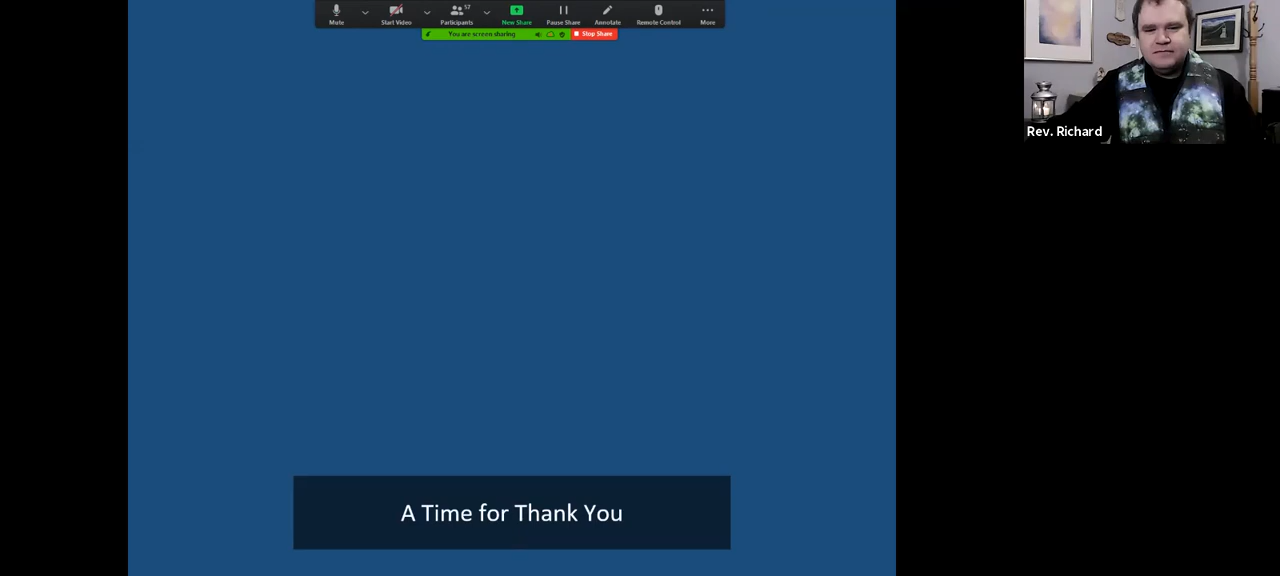 57
Mute
Start Video
Participants
New Share
Pause Share
Annotate
Remote Control
More
You are screen sharing
Stop Share
Rev. Richard
A Time for Thank You